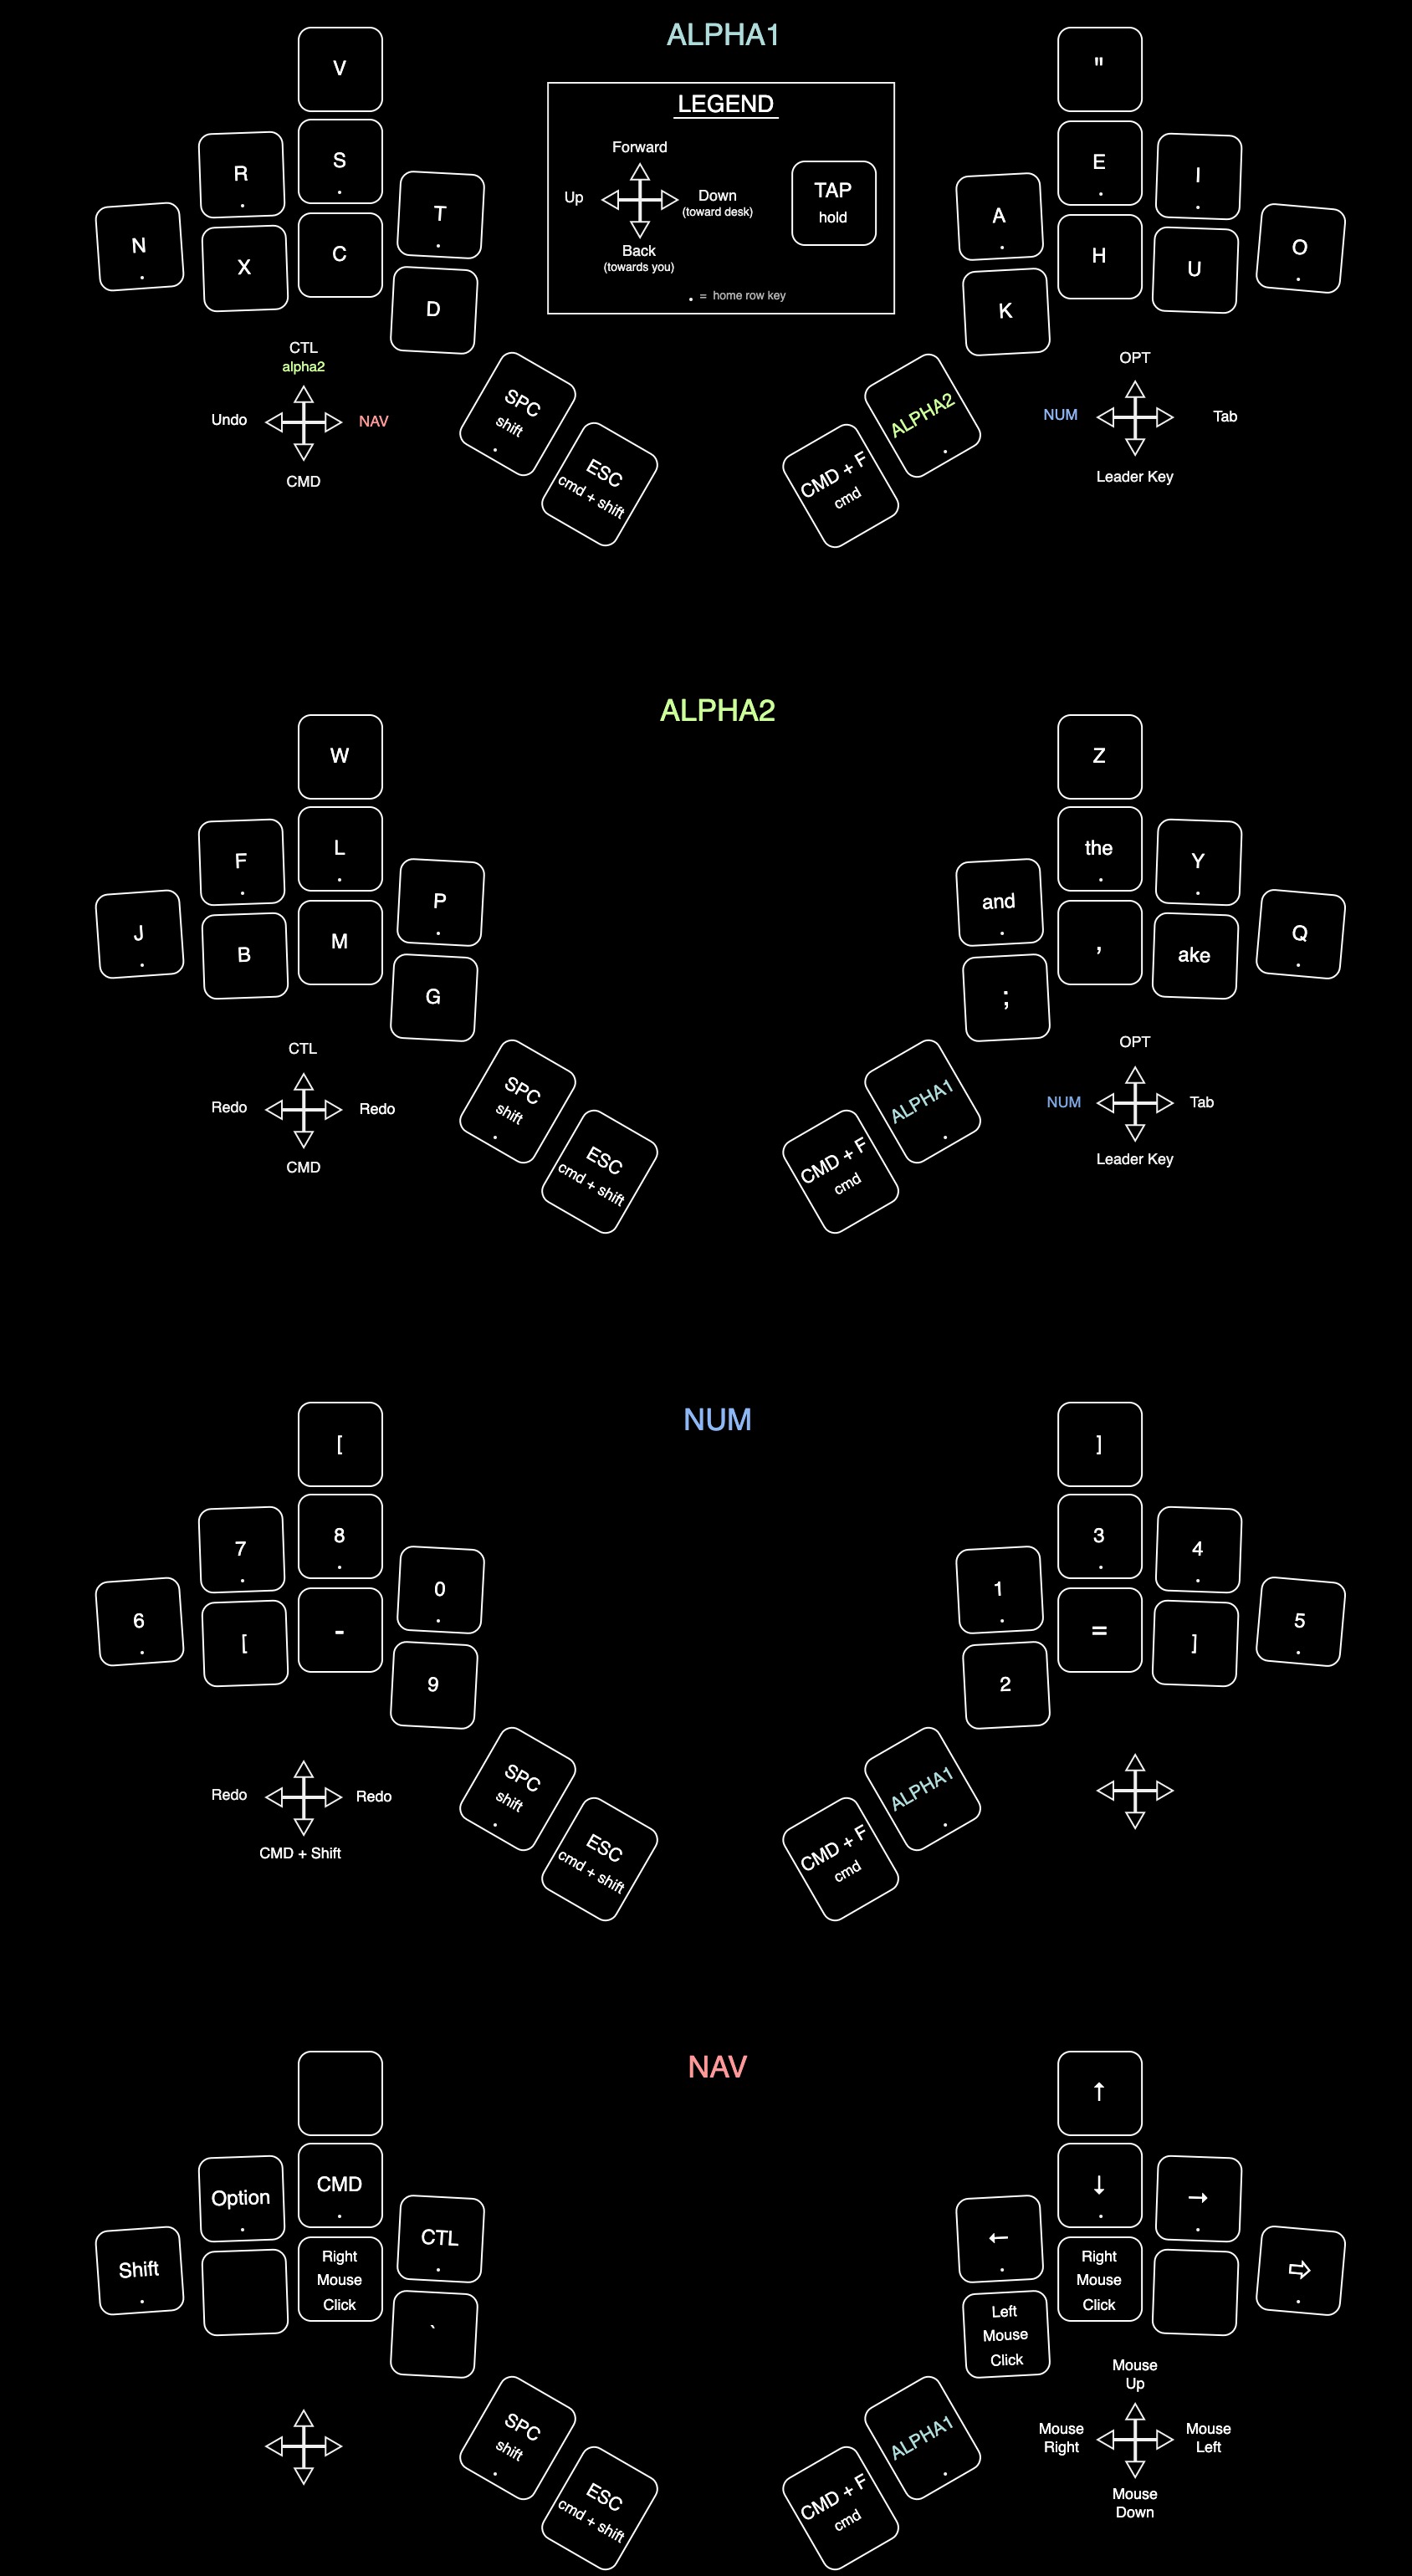 ALPHA1
V
"
LEGEND
Forward
Up
Down
(toward desk)
Back
(towards you)
TAP
hold
. = home row key
N
R
S
T
X
C
D
A
E
I
O
K
H
U
CTL
alpha2
Undo
NAV
CMD
SPC
shift
ESC
cmd + shift
ALPHA2
CMD + F
cmd
OPT
NUM
Tab
Leader Key
ALPHA2
W
Z
J
F
L
P
B
M
G
and
the
Y
Q
;
,
ake
CTL
Redo
Redo
CMD
SPC
shift
ESC
cmd + shift
ALPHA1
CMD + F
cmd
OPT
NUM
Tab
Leader Key
NUM
[
]
6
7
8
0
[
-
9
1
3
4
5
2
=
]
Redo
Redo
CMD + Shift
SPC
shift
ESC
cmd + shift
ALPHA1
CMD + F
cmd
NAV
↑
Shift
Option
CMD
CTL
Right
Mouse
Click
`
←
↓
→
⇨
Left
Mouse
Click
Right
Mouse
Click
SPC
shift
ESC
cmd + shift
ALPHA1
CMD + F
cmd
Mouse
Up
Mouse
Right
Mouse
Left
Mouse
Down